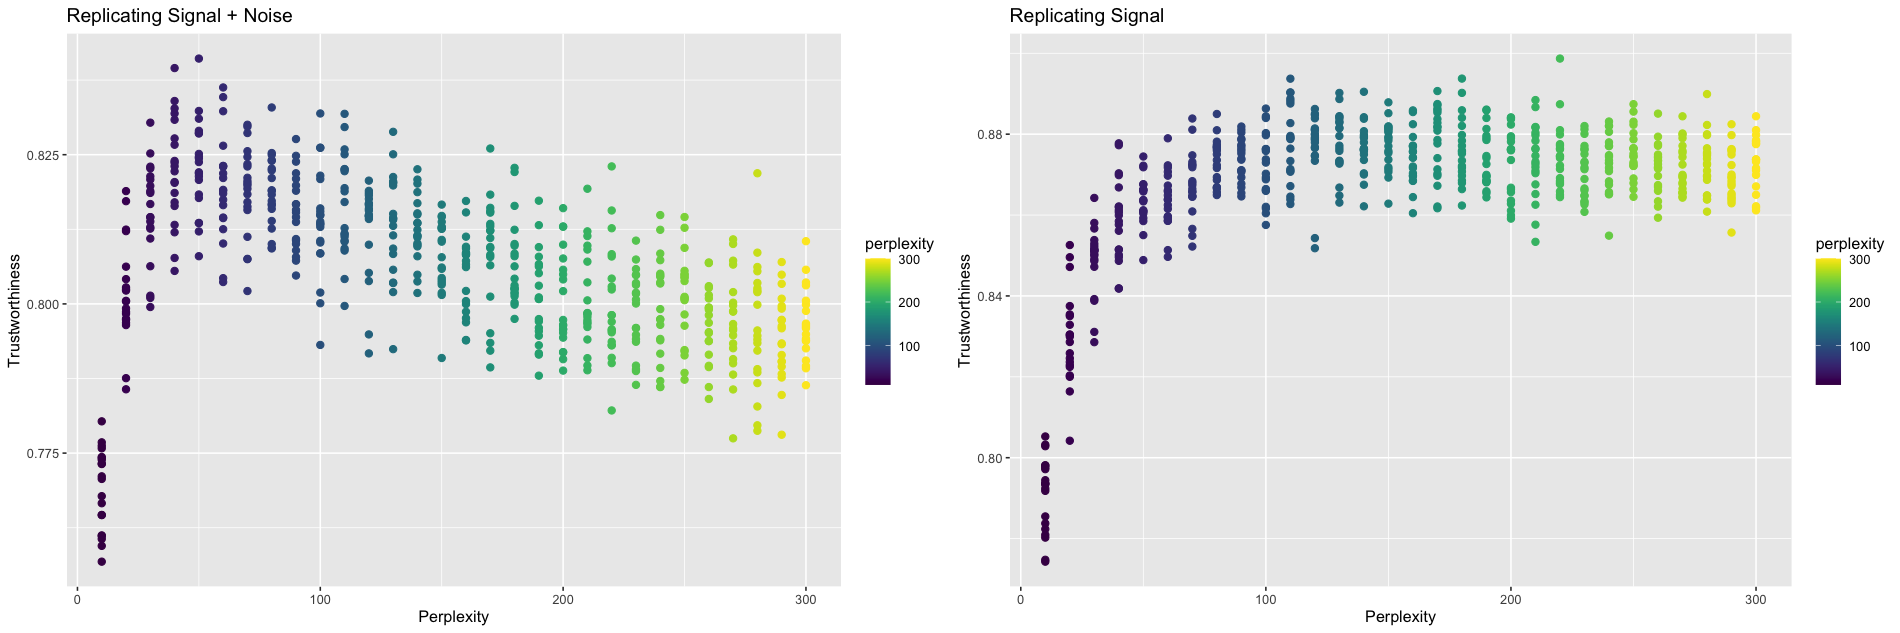 Replicating Signal + Noise
Trustworthiness
0.825
0.800
0.775
0
100
200
300
Perplexity
perplexity
300
200
100
Replicating Signal
Trustworthiness
0.88
0.84
0.80
0
100
200
300
Perplexity
perplexity
300
200
100